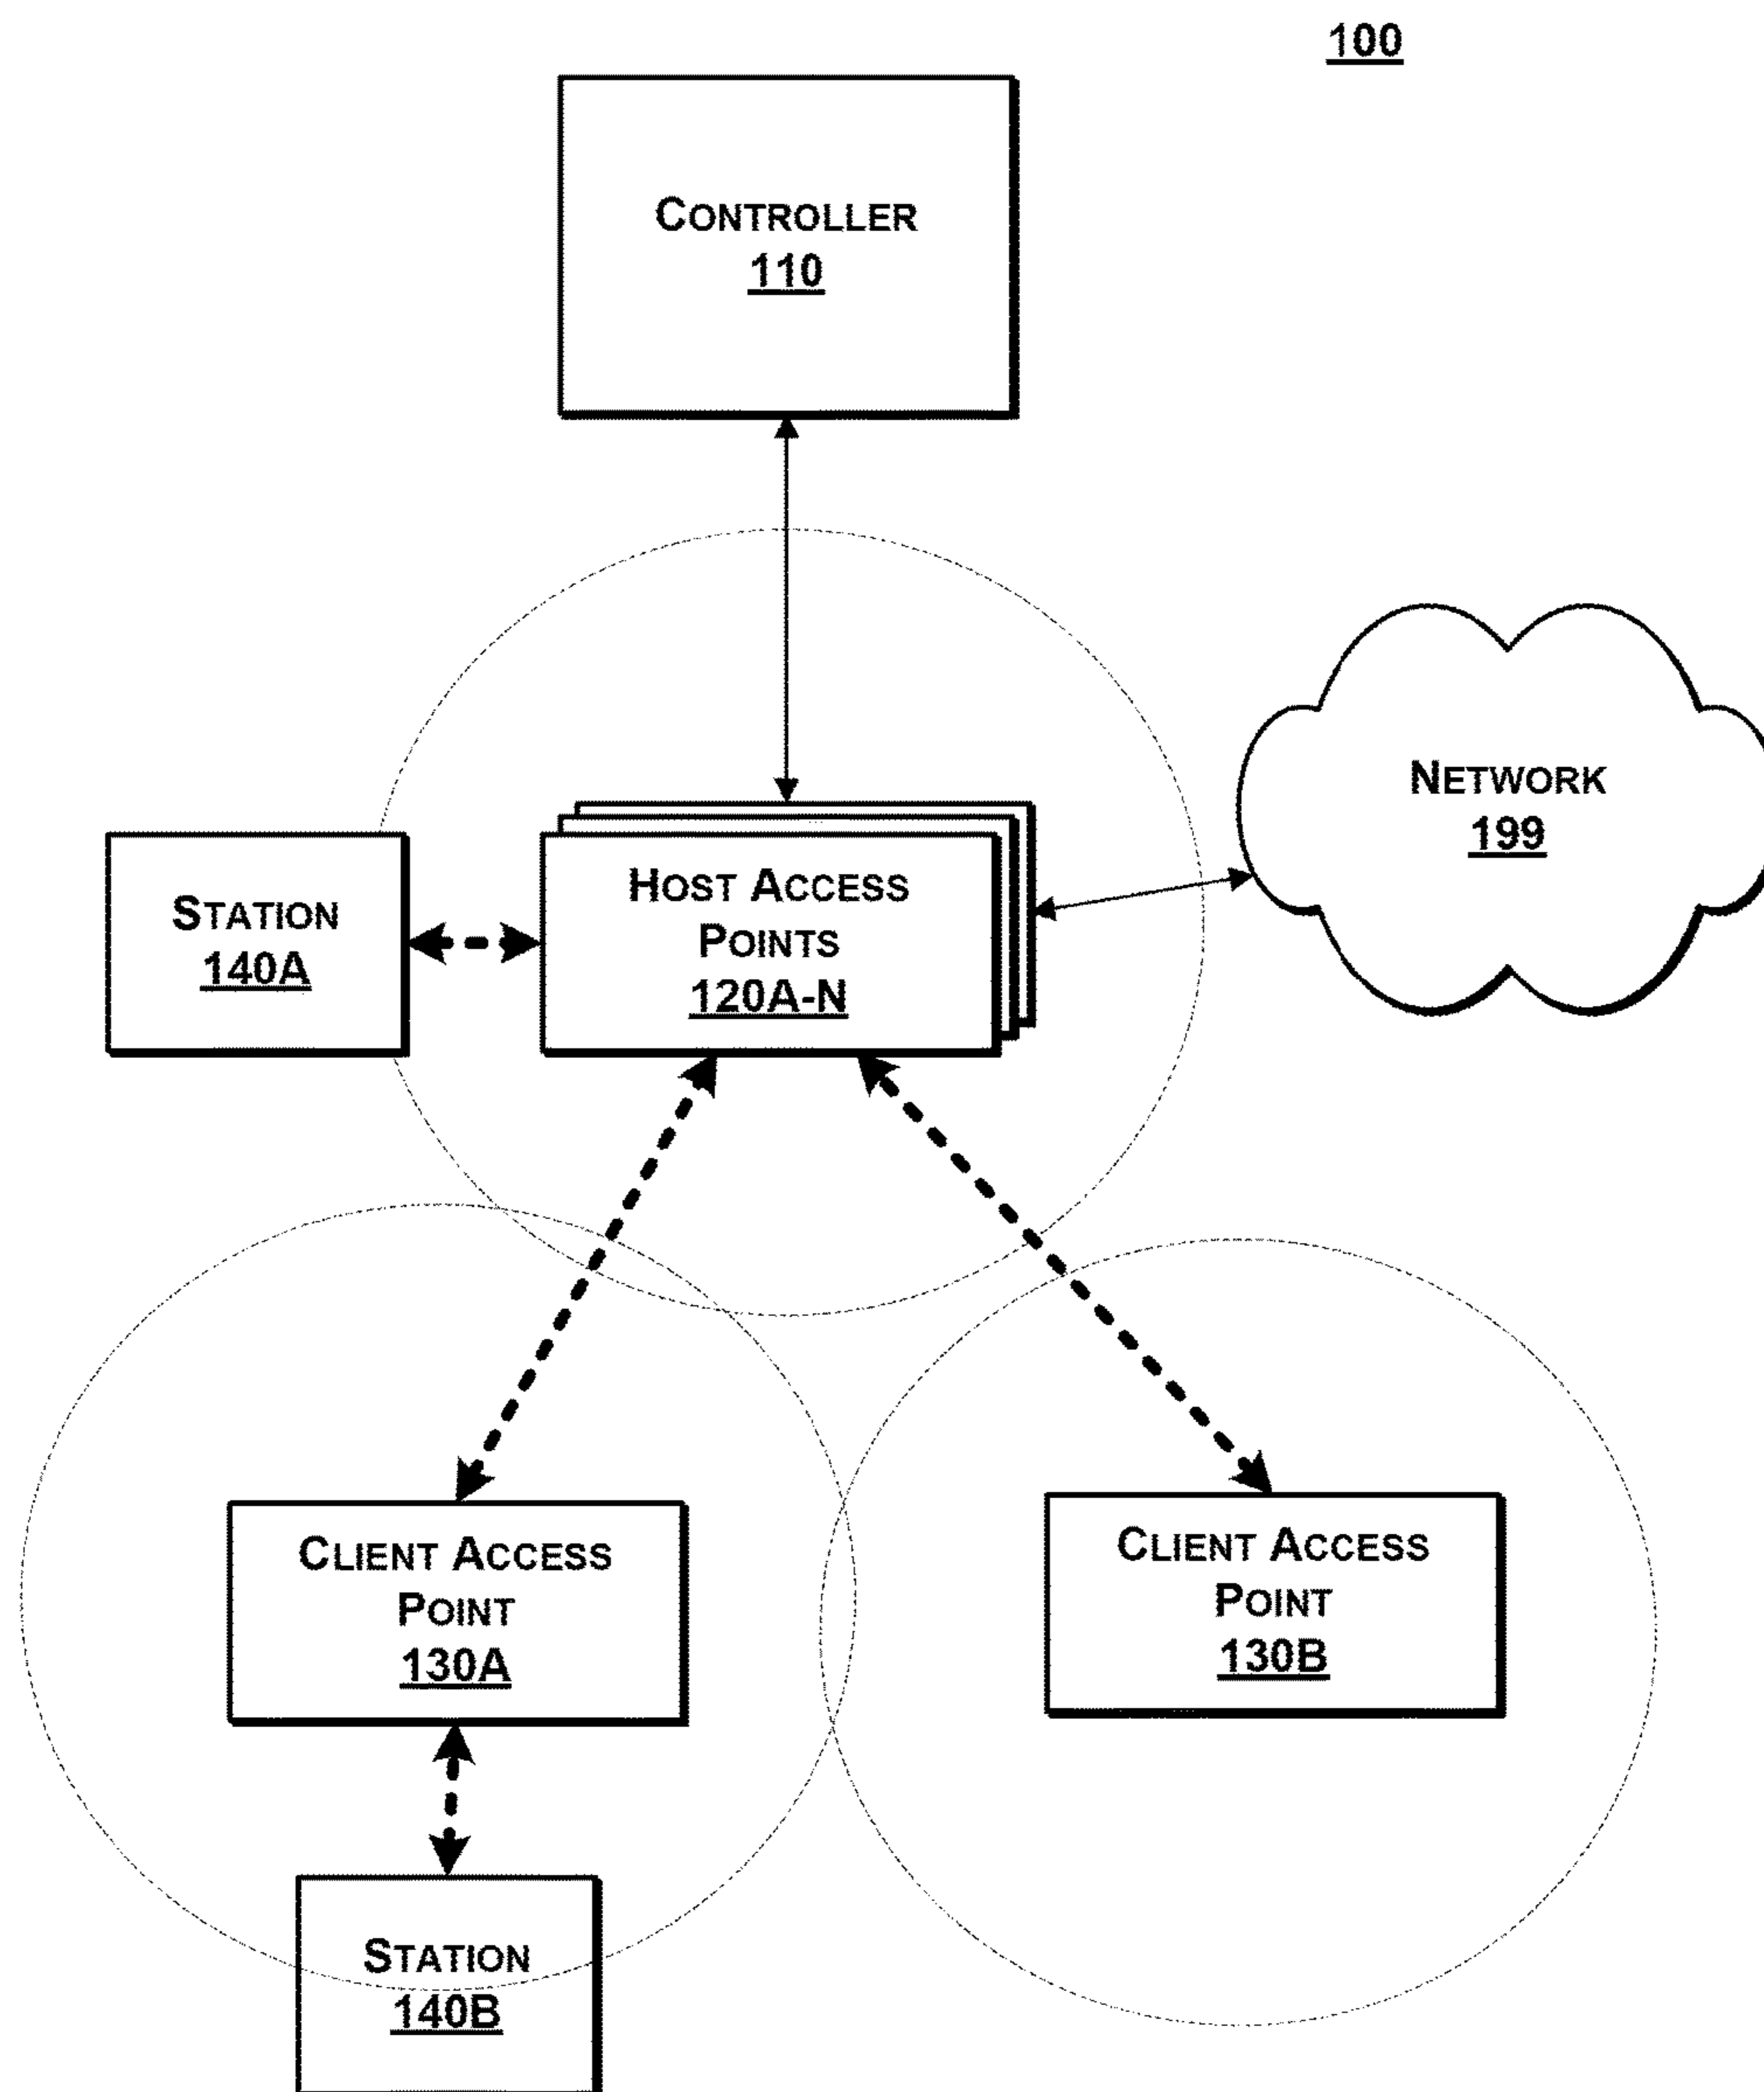 100
CONTROLLER
110
NETWORK
199
STATION
140A
HOST ACCESS
POINTS
120A-N
CLIENT ACCESS
POINT
130A
CLIENT ACCESS
POINT
130B
STATION
140B